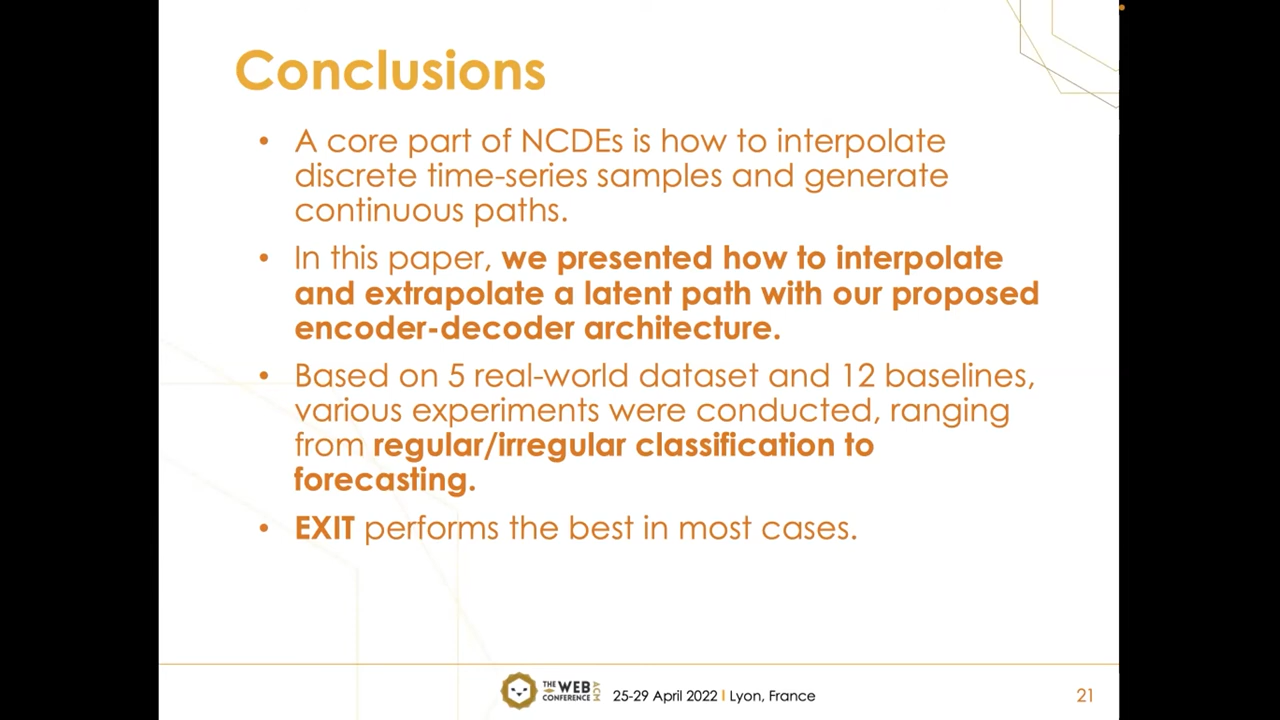 Conclusions
• A core part of NCDEs is how to interpolate
discrete time-series samples and generate
continuous paths.
• In this paper, we presented how to interpolate
and extrapolate a latent path with our proposed
encoder-decoder architecture.
• Based on 5 real-world dataset and 12 baselines,
various experiments were conducted, ranging
from regular/irregular classification to
forecasting.
• EXIT performs the best in most cases.
THE WEB
CONFERENCE
ACM
25-29 April 2022 I Lyon, France
21